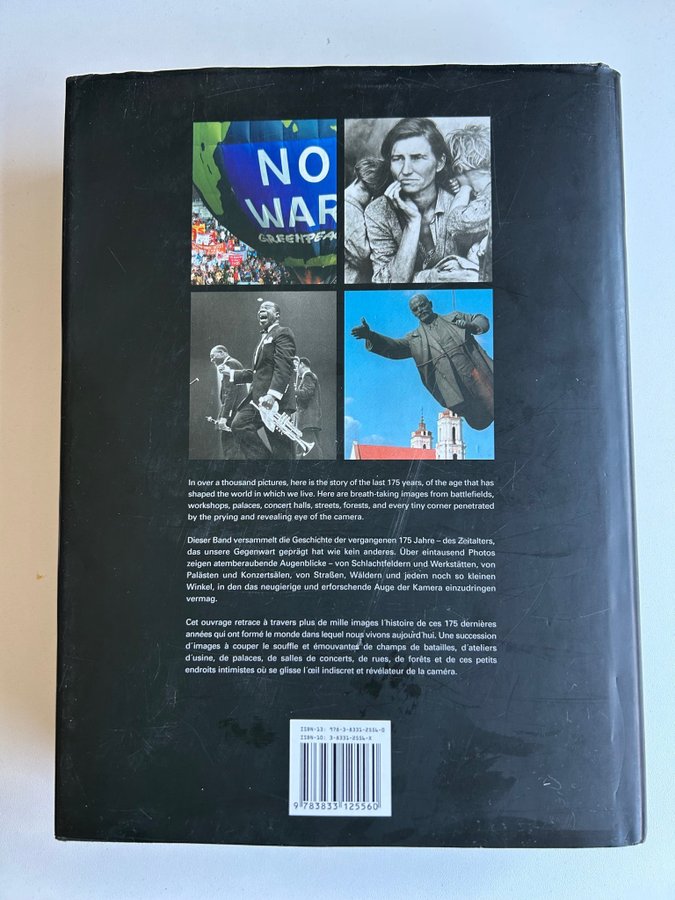 NO
WAR
GREENPEA
In over a thousand pictures, here is the story of the last 175 years, of the age that has
shaped the world in which we live. Here are breath-taking images from battlefields,
workshops, palaces, concert halls, streets, forests, and every tiny corner penetrated
by the prying and revealing eye of the camera.
Dieser Band versammelt die Geschichte der vergangenen 175 Jahre – des Zeitalters,
das unsere Gegenwart geprägt hat wie kein anderes. Über eintausend Photos
zeigen atemberaubende Augenblicke – von Schlachtfeldern und Werkstätten, von
Palästen und Konzertsälen, von Straßen, Wäldern und jedem noch so kleinen
Winkel, in den das neugierige und erforschende Auge der Kamera einzudringen
vermag.
Cet ouvrage retrace à travers plus de mille images l´histoire de ces 175 dernières
années qui ont formé le monde dans lequel nous vivons aujourd´hui. Une succession
d´images à couper le souffle et émouvantes de champs de batailles, d´ateliers
d´usine, de palaces, de salles de concerts, de rues, de forêts et de ces petits
endroits intimistes où se glisse l´œil indiscret et révélateur de la caméra.
ISBN-13: 978-3-8331-2556-0
ISBN-10: 3-8331-2556-X
9 783833 125560